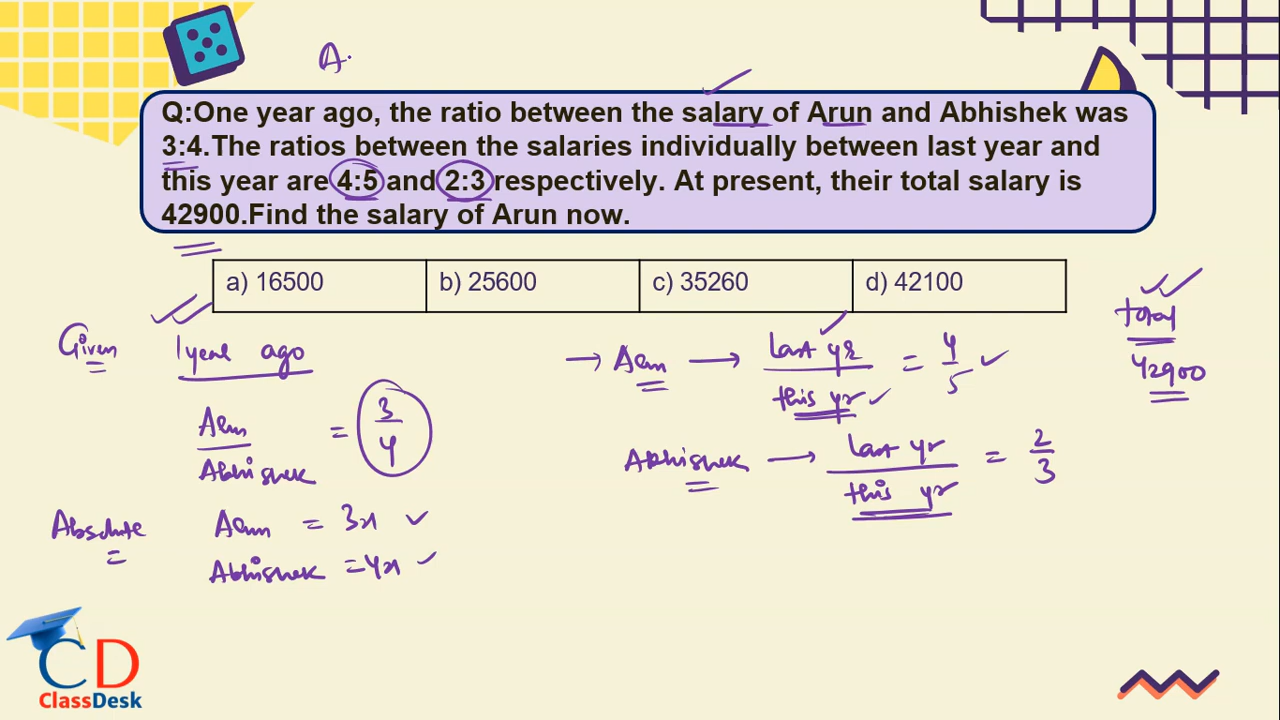 A.
Q:One year ago, the ratio between the salary of Arun and Abhishek was
3:4.The ratios between the salaries individually between last year and
this year are 4:5 and 2:3 respectively. At present, their total salary is
42900.Find the salary of Arun now.
a) 16500 b) 25600 c) 35260 d) 42100
Given 1year ago
Arun / Abhishek = 3/4
Absolute Arun = 3x
Abhishek = 4x
→ Arun → last yr / this yr = 4/5
Abhishek → last yr / this yr = 2/3
total
42900
CD
ClassDesk